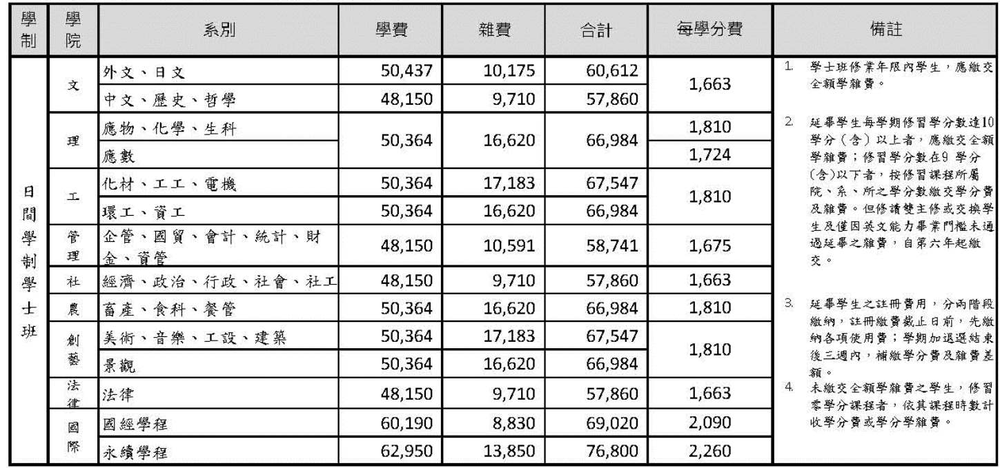 學制 學院 系別 學費 雜費 合計 每學分費 備註
日間學制學士班
文 外文、日文 50,437 10,175 60,612 1,663
中文、歷史、哲學 48,150 9,710 57,860
理 應物、化學、生科 50,364 16,620 66,984 1,810
應數 1,724
工 化材、工工、電機 50,364 17,183 67,547 1,810
環工、資工 50,364 16,620 66,984
管理 企管、國貿、會計、統計、財 48,150 10,591 58,741 1,675
金、資管
社 經濟、政治、行政、社會、社工 48,150 9,710 57,860 1,663
農 畜產、食科、餐管 50,364 16,620 66,984 1,810
創藝 美術、音樂、工設、建築 50,364 17,183 67,547 1,810
景觀 50,364 16,620 66,984
法律 法律 48,150 9,710 57,860 1,663
國際 國經學程 60,190 8,830 69,020 2,090
永續學程 62,950 13,850 76,800 2,260
1. 學士班修業年限內學生，應繳交
全額學雜費。
2. 延畢學生每學期修習學分數達10
學分（含）以上者，應繳交全額
學雜費；修習學分數在9 學分
(含)以下者，按修習課程所屬
院、系、所之學分數繳交學分費
及雜費。但修讀雙主修或交換學
生及僅因英文能力畢業門檻未通
過延畢之雜費，自第六年起繳
交。
3. 延畢學生之註冊費用，分兩階段
繳納，註冊繳費截止日前，先繳
納各項使用費；學期加退選結束
後三週內，補繳學分費及雜費差
額。
4. 未繳交全額學雜費之學生，修習
零學分課程者，依其課程時數計
收學分費或學分學雜費。